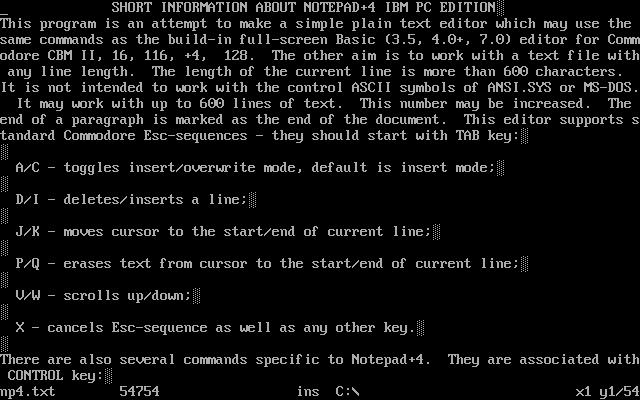 SHORT INFORMATION ABOUT NOTEPAD+4 IBM PC EDITION
This program is an attempt to make a simple plain text editor which may use the
same commands as the build-in full-screen Basic (3.5, 4.0+, 7.0) editor for Comm
odore CBM II, 16, 116, +4,  128.  The other aim is to work with a text file with
any line length.  The length of the current line is more than 600 characters.
It is not intended to work with the control ASCII symbols of ANSI.SYS or MS-DOS.
It may work with up to 600 lines of text.  This number may be increased.  The
end of a paragraph is marked as the end of the document.  This editor supports s
tandard Commodore Esc-sequences - they should start with TAB key:
A/C - toggles insert/overwrite mode, default is insert mode;
D/I - deletes/inserts a line;
J/K - moves cursor to the start/end of current line;
P/Q - erases text from cursor to the start/end of current line;
V/W - scrolls up/down;
X - cancels Esc-sequence as well as any other key.
There are also several commands specific to Notepad+4.  They are associated with
CONTROL key:
np4.txt        54754                 ins  C:\                           x1 y1/54